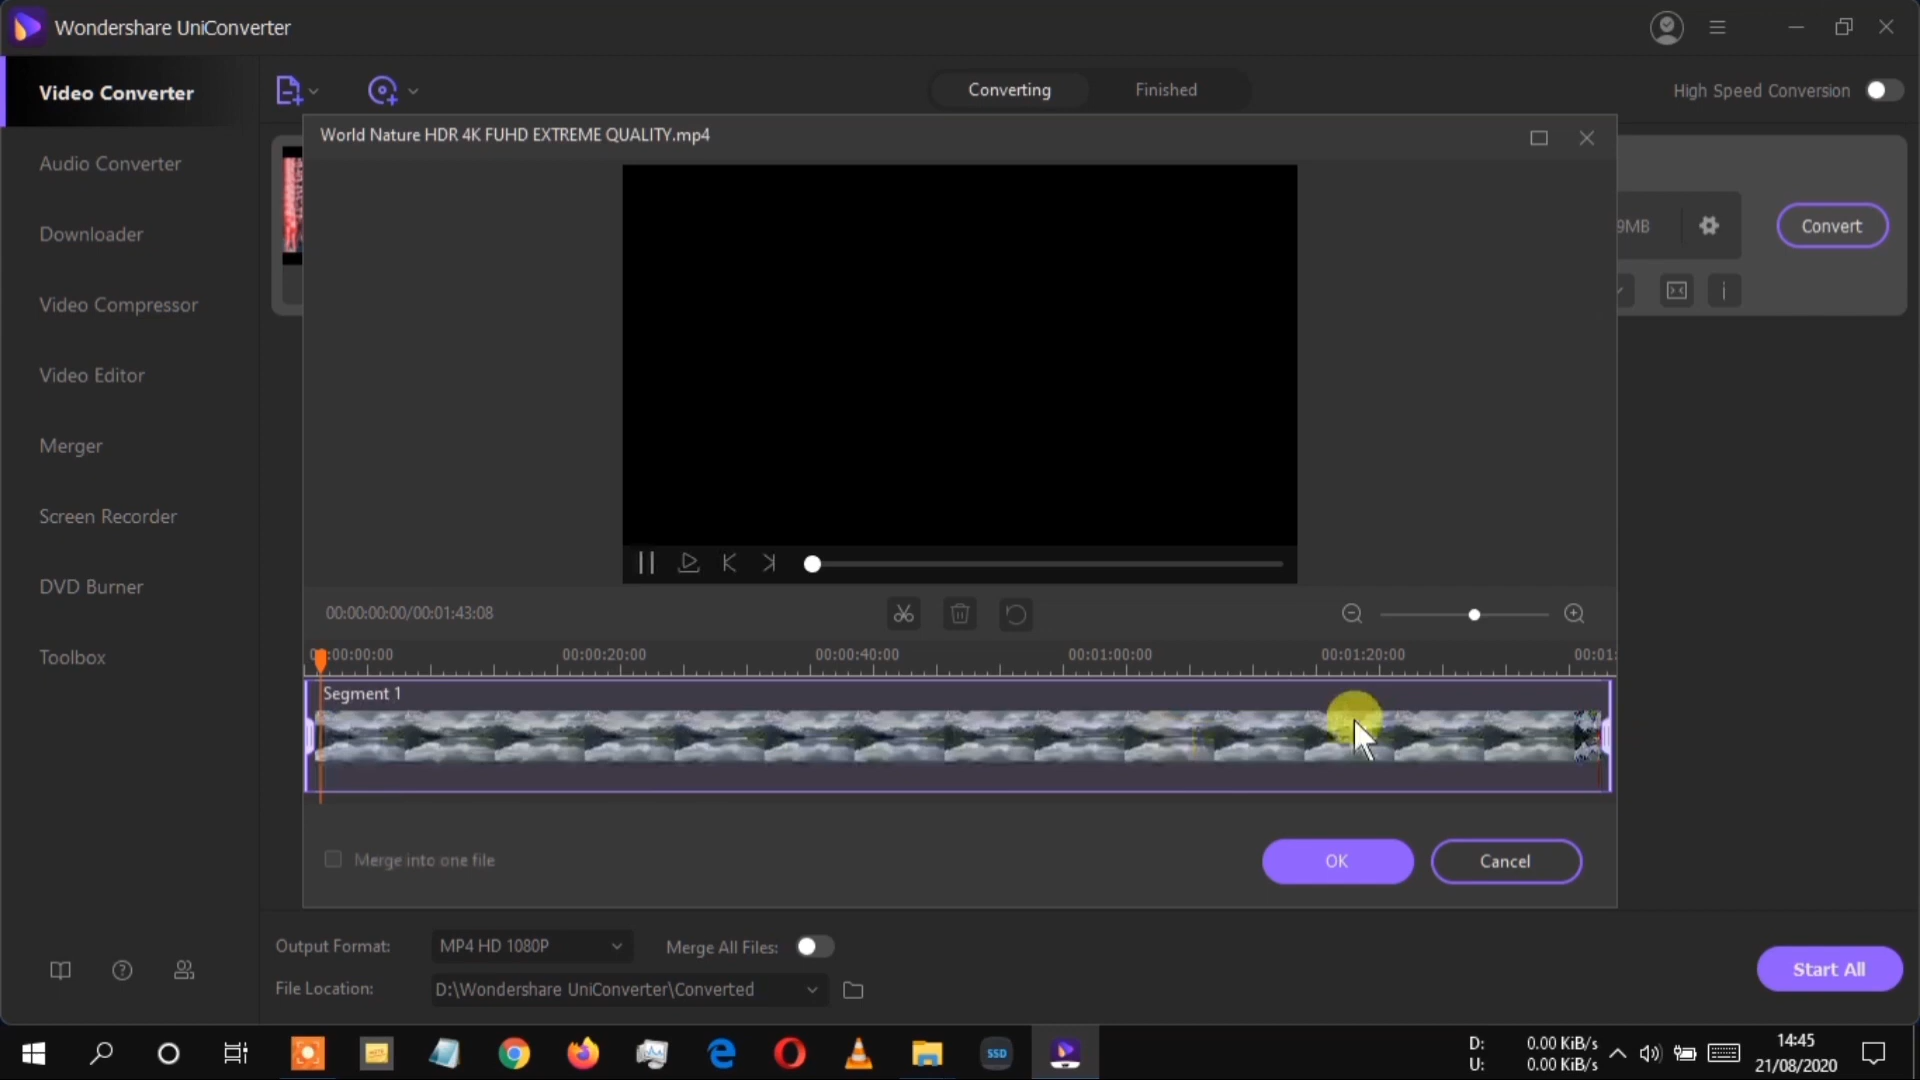 Wondershare UniConverter
Video Converter
Converting
Finished
High Speed Conversion
World Nature HDR 4K FUHD EXTREME QUALITY.mp4
Audio Converter
Downloader
9MB
Convert
Video Compressor
Video Editor
Merger
Screen Recorder
DVD Burner
Toolbox
00:00:00:00/00:01:43:08
00:00:00:00
00:00:20:00
00:00:40:00
00:01:00:00
00:01:20:00
00:01:
Segment 1
Merge into one file
OK
Cancel
Output Format:
MP4 HD 1080P
Merge All Files:
File Location:
D:\Wondershare UniConverter\Converted
Start All
SSD
D: 0.00 KiB/s
U: 0.00 KiB/s
14:45
21/08/2020